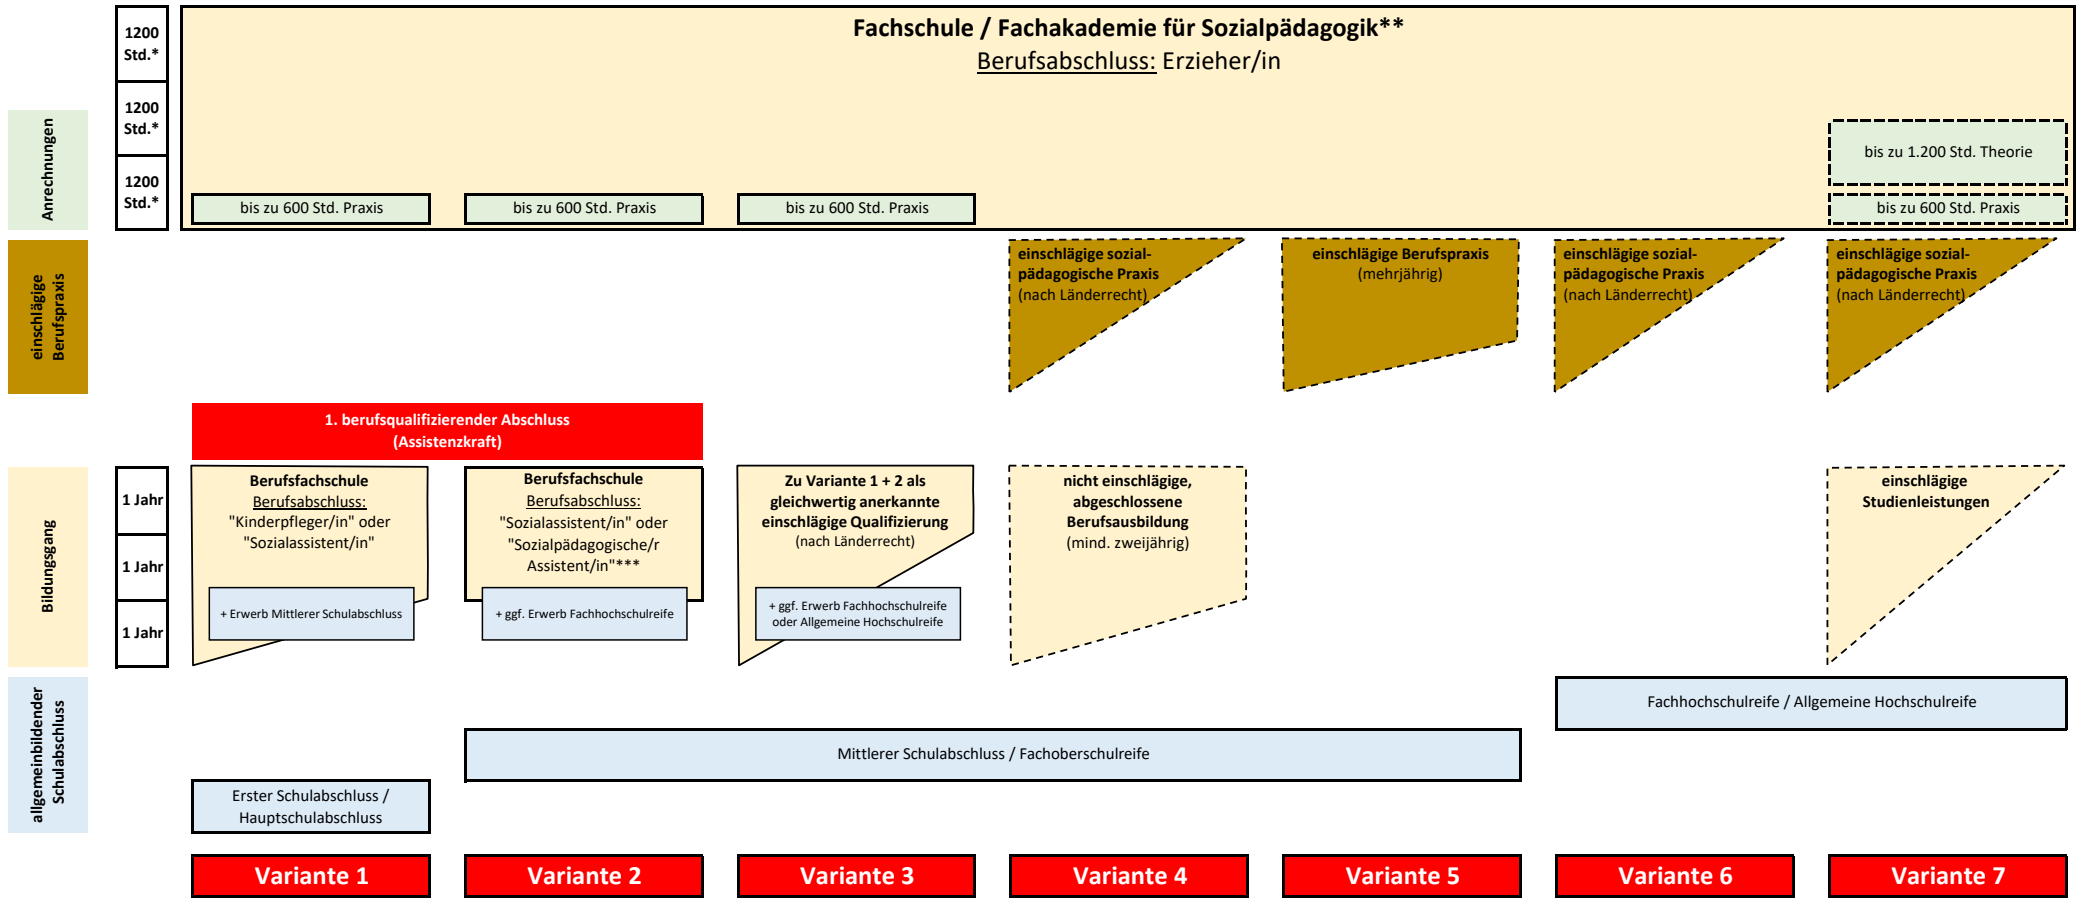 1200
Std.*
1200
Std.*
1200
Std.*
Fachschule / Fachakademie für Sozialpädagogik**
Berufsabschluss: Erzieher/in
Anrechnungen
bis zu 600 Std. Praxis
bis zu 600 Std. Praxis
bis zu 600 Std. Praxis
bis zu 1.200 Std. Theorie
bis zu 600 Std. Praxis
einschlägige
Berufspraxis
einschlägige sozial-
pädagogische Praxis
(nach Länderrecht)
einschlägige Berufspraxis
(mehrjährig)
einschlägige sozial-
pädagogische Praxis
(nach Länderrecht)
einschlägige sozial-
pädagogische Praxis
(nach Länderrecht)
1. berufsqualifizierender Abschluss
(Assistenzkraft)
Bildungsgang
1 Jahr
1 Jahr
1 Jahr
Berufsfachschule
Berufsabschluss:
"Kinderpfleger/in" oder
"Sozialassistent/in"
+ Erwerb Mittlerer Schulabschluss
Berufsfachschule
Berufsabschluss:
"Sozialassistent/in" oder
"Sozialpädagogische/r
Assistent/in"***
+ ggf. Erwerb Fachhochschulreife
Zu Variante 1 + 2 als
gleichwertig anerkannte
einschlägige Qualifizierung
(nach Länderrecht)
+ ggf. Erwerb Fachhochschulreife
oder Allgemeine Hochschulreife
nicht einschlägige,
abgeschlossene
Berufsausbildung
(mind. zweijährig)
einschlägige
Studienleistungen
allgemeinbildender
Schulabschluss
Fachhochschulreife / Allgemeine Hochschulreife
Mittlerer Schulabschluss / Fachoberschulreife
Erster Schulabschluss /
Hauptschulabschluss
Variante 1
Variante 2
Variante 3
Variante 4
Variante 5
Variante 6
Variante 7